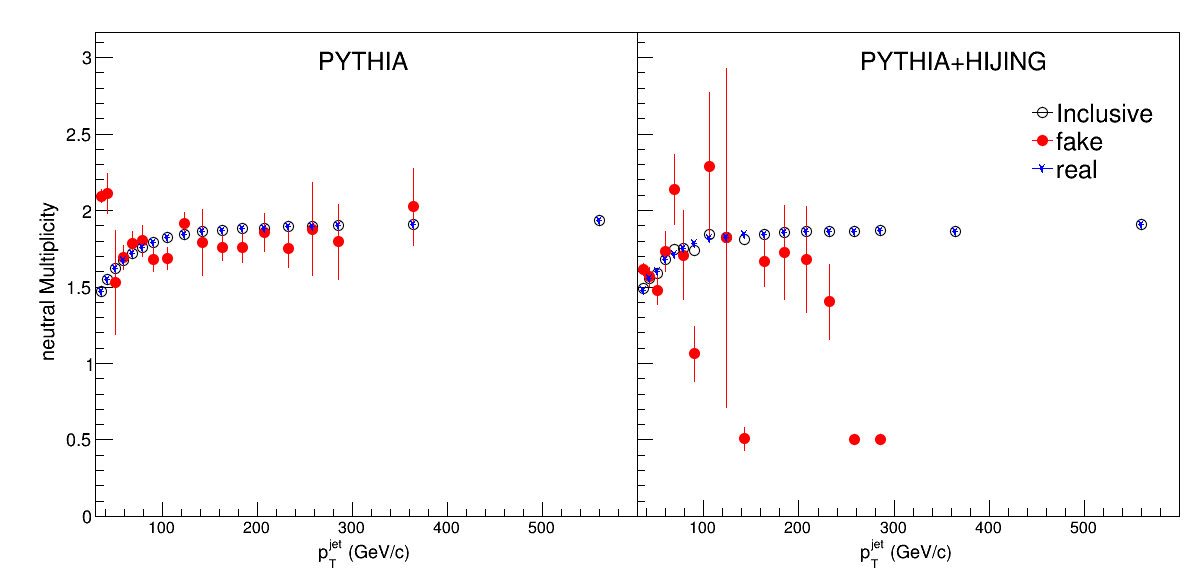 PYTHIA
PYTHIA+HIJING
Inclusive
fake
real
neutral Multiplicity
3
2.5
2
1.5
1
0.5
0
100 200 300 400 500
100 200 300 400 500
p_T^jet (GeV/c)
p_T^jet (GeV/c)